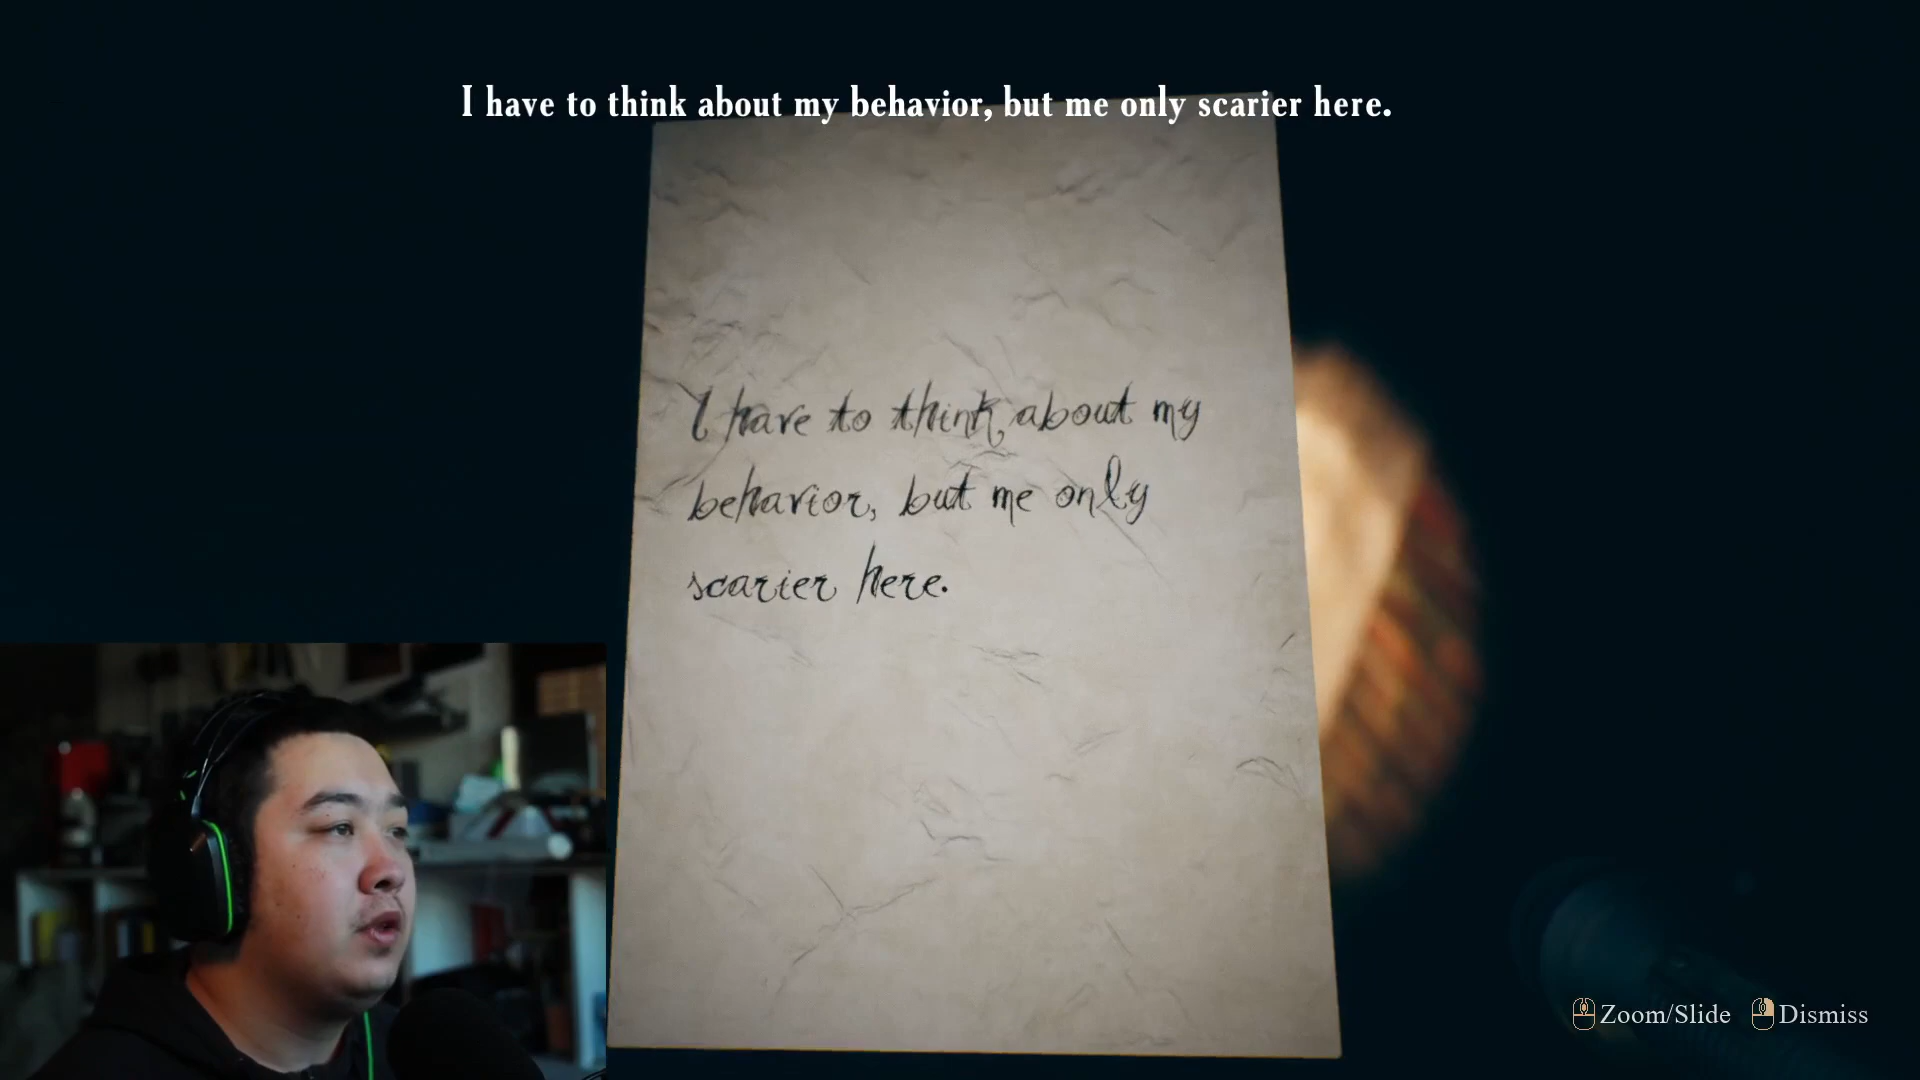 I have to think about my behavior, but me only scarier here.
I have to think about my
behavior, but me only
scarier here.
Zoom/Slide Dismiss